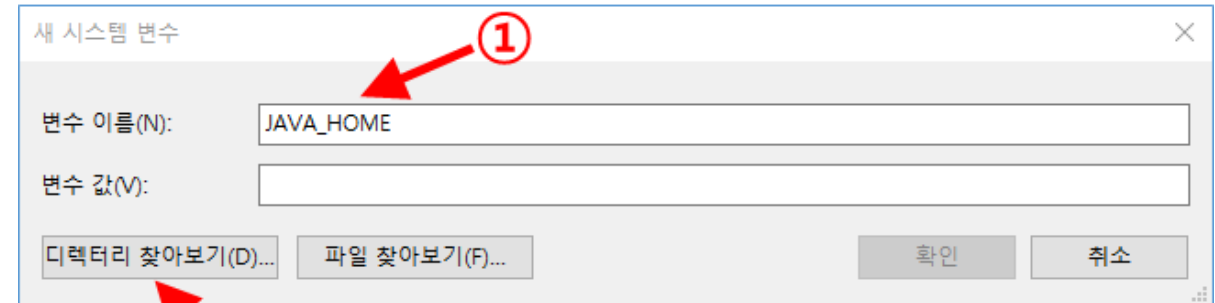 새 시스템 변수
①
변수 이름(N): JAVA_HOME
변수 값(V):
디렉터리 찾아보기(D)... 파일 찾아보기(F)... 확인 취소